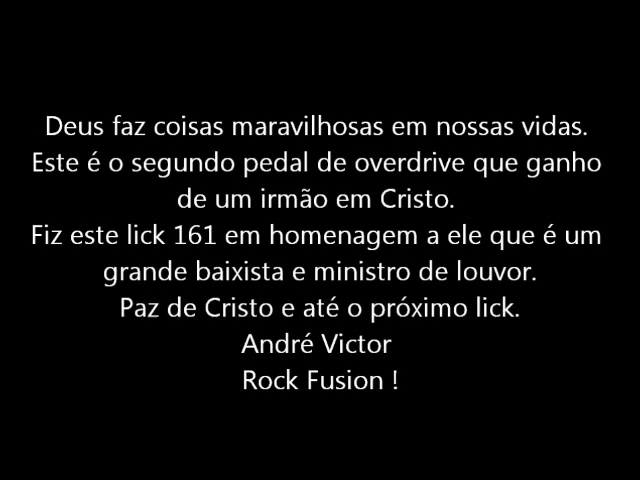 Deus faz coisas maravilhosas em nossas vidas.
Este é o segundo pedal de overdrive que ganho
de um irmão em Cristo.
Fiz este lick 161 em homenagem a ele que é um
grande baixista e ministro de louvor.
Paz de Cristo e até o próximo lick.
André Victor
Rock Fusion !